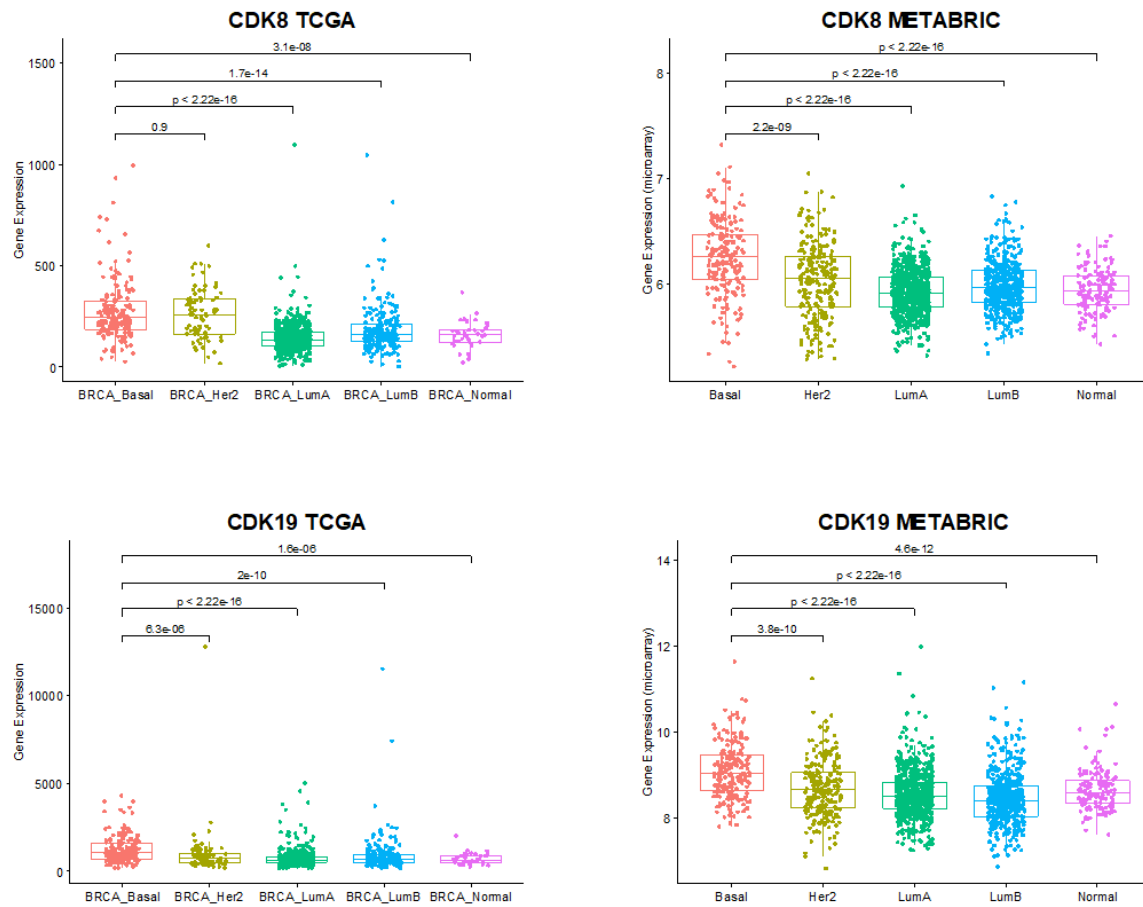 CDK8 TCGA
3.1e-08
1.7e-14
p < 2.22e-16
0.9
1500
1000
500
0
Gene Expression
BRCA_Basal BRCA_Her2 BRCA_LumA BRCA_LumB BRCA_Normal
CDK8 METABRIC
p < 2.22e-16
p < 2.22e-16
p < 2.22e-16
2.2e-09
8
7
6
Gene Expression (microarray)
Basal Her2 LumA LumB Normal
CDK19 TCGA
1.6e-06
2e-10
p < 2.22e-16
6.3e-06
15000
10000
5000
0
Gene Expression
BRCA_Basal BRCA_Her2 BRCA_LumA BRCA_LumB BRCA_Normal
CDK19 METABRIC
4.6e-12
p < 2.22e-16
p < 2.22e-16
3.8e-10
14
12
10
8
Gene Expression (microarray)
Basal Her2 LumA LumB Normal